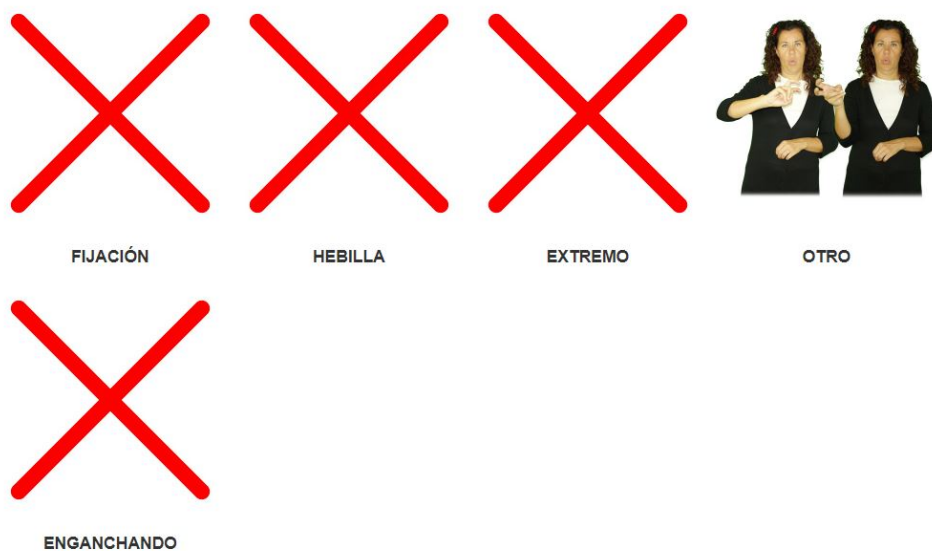 FIJACIÓN
HEBILLA
EXTREMO
OTRO
ENGANCHANDO